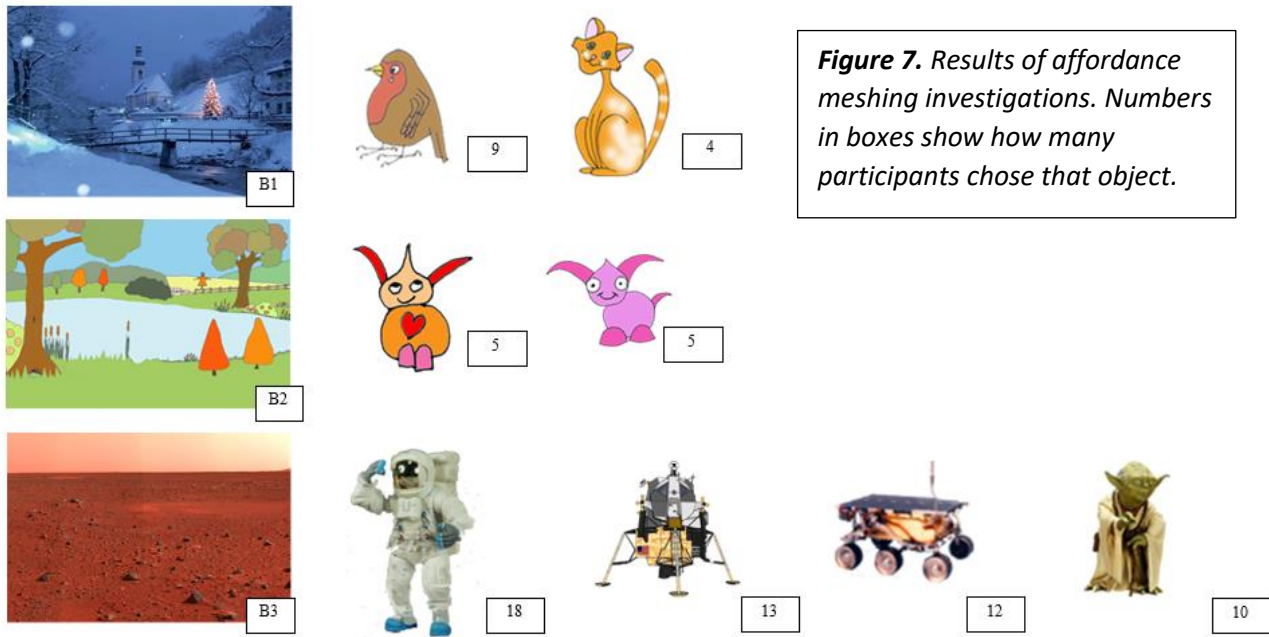 Figure 7. Results of affordance
meshing investigations. Numbers
in boxes show how many
participants chose that object.
9
4
B1
5
5
B2
18
13
12
10
B3